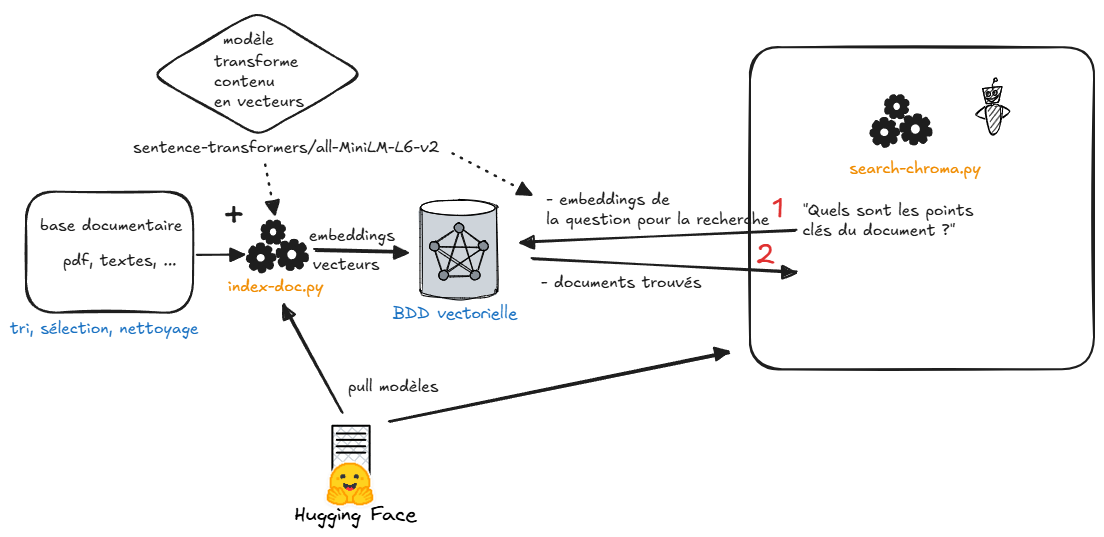 modèle
transforme
contenu
en vecteurs
sentence-transformers/all-MiniLM-L6-v2
base documentaire
pdf, textes, ...
tri, sélection, nettoyage
+
index-doc.py
embeddings
vecteurs
BDD vectorielle
- embeddings de
la question pour la recherche
1
2
- documents trouvés
search-chroma.py
"Quels sont les points
clés du document ?"
pull modèles
Hugging Face